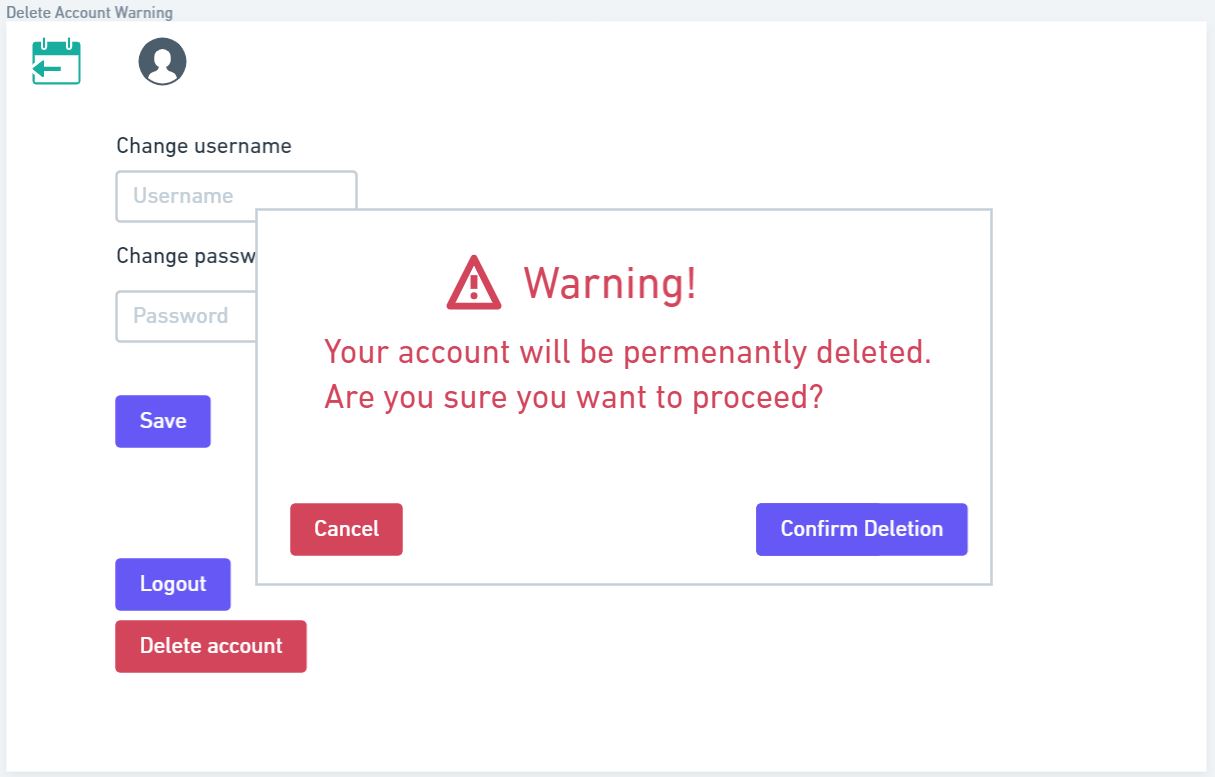 Delete Account Warning
Change username
Username
Change passw
Password
Warning!
Your account will be permenantly deleted.
Are you sure you want to proceed?
Save
Cancel
Confirm Deletion
Logout
Delete account